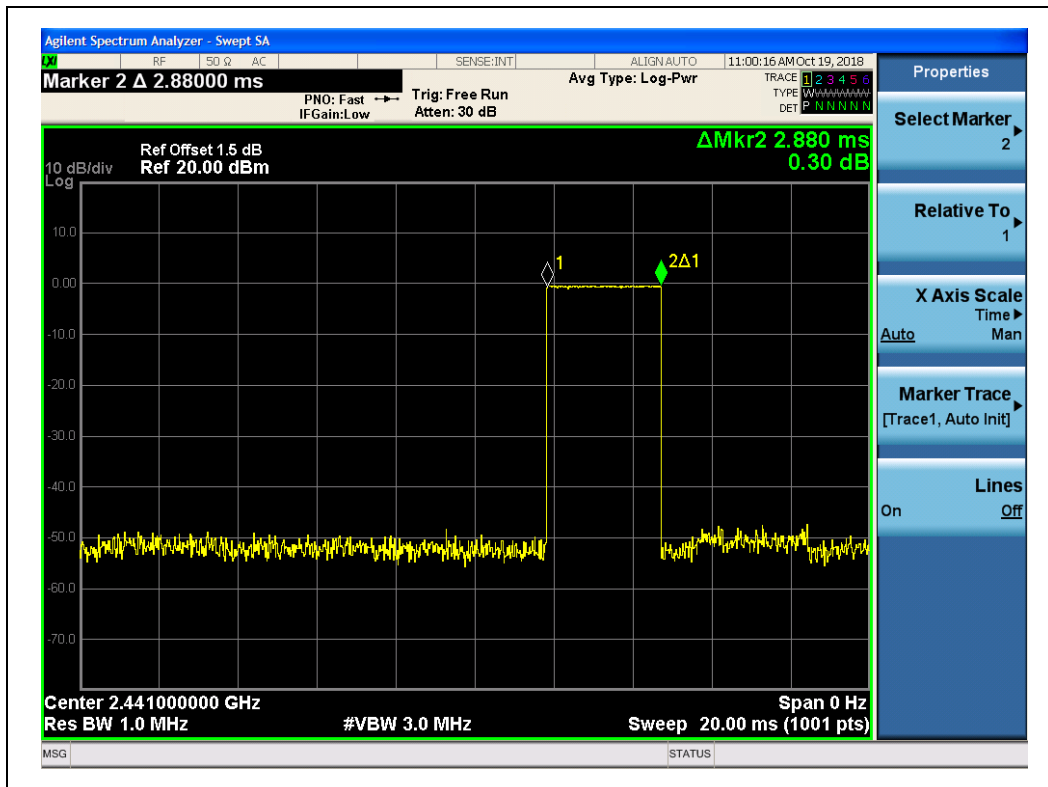 Agilent Spectrum Analyzer - Swept SA
LXI RF 50 Ω AC SENSE:INT ALIGN AUTO 11:00:16 AM Oct 19, 2018
Marker 2 Δ 2.88000 ms
PNO: Fast
IFGain:Low
Trig: Free Run
Atten: 30 dB
Avg Type: Log-Pwr
TRACE 1 2 3 4 5 6
TYPE W WWWWW
DET P N N N N N
ΔMkr2 2.880 ms
0.30 dB
Ref Offset 1.5 dB
10 dB/div Ref 20.00 dBm
Log
10.0
0.00
-10.0
-20.0
-30.0
-40.0
-50.0
-60.0
-70.0
1
2Δ1
Center 2.441000000 GHz Span 0 Hz
Res BW 1.0 MHz #VBW 3.0 MHz Sweep 20.00 ms (1001 pts)
MSG STATUS
Properties
Select Marker
2
Relative To
1
X Axis Scale
Time
Auto Man
Marker Trace
[Trace1, Auto Init]
Lines
On Off